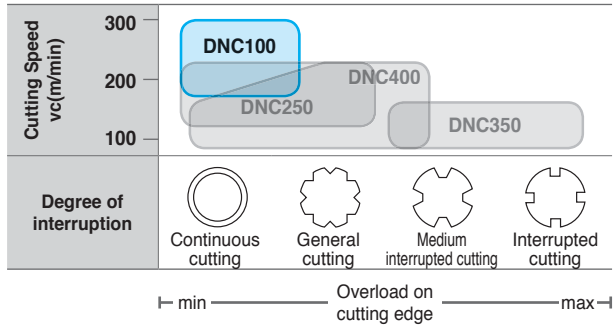 Cutting Speed
vc(m/min)
300
200
100
DNC100
DNC400
DNC250
DNC350
Degree of
interruption
Continuous
cutting
General
cutting
Medium
interrupted cutting
Interrupted
cutting
min
Overload on
cutting edge
max